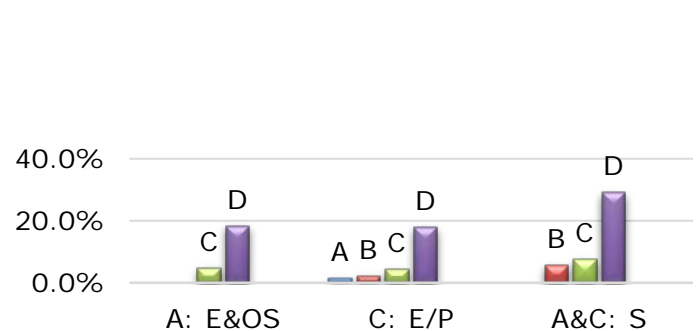 40.0%
20.0%
0.0%
C D
A B C D
B C D
A: E&OS C: E/P A&C: S